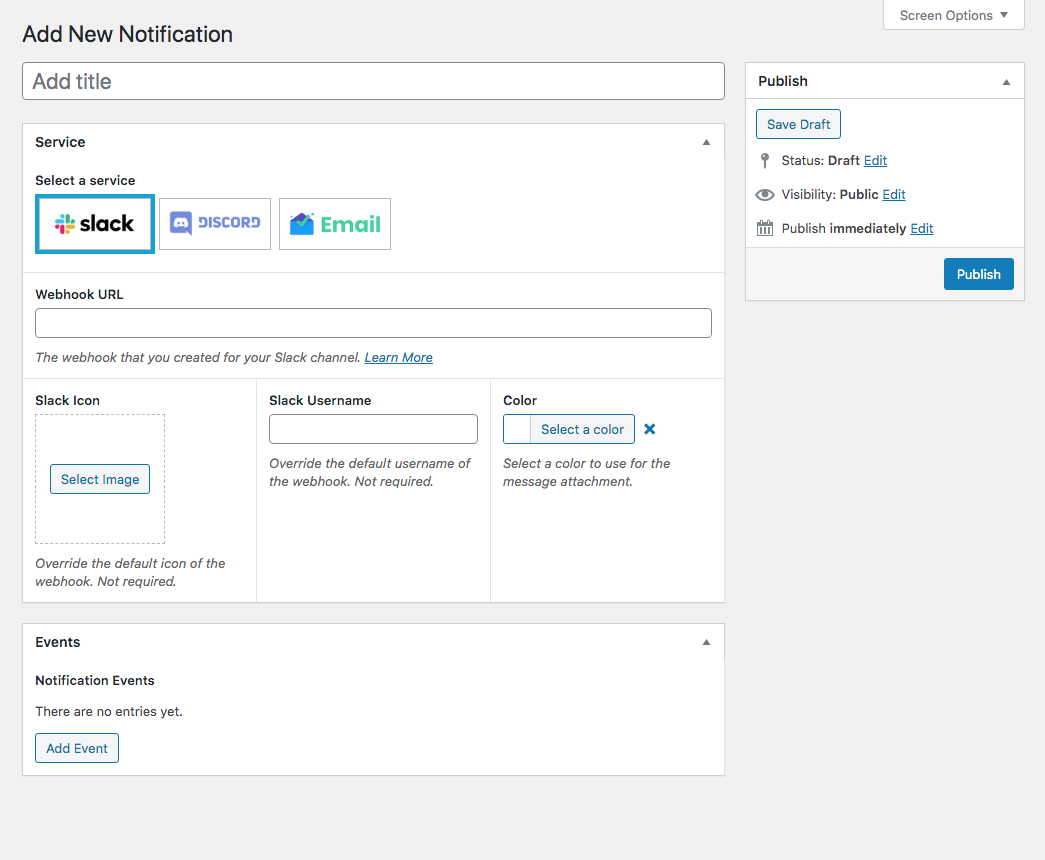 Screen Options
Add New Notification
Add title
Service
Select a service
slack
DISCORD
Email
Webhook URL
The webhook that you created for your Slack channel. Learn More
Slack Icon
Select Image
Override the default icon of the
webhook. Not required.
Slack Username
Override the default username of
the webhook. Not required.
Color
Select a color
Select a color to use for the
message attachment.
Events
Notification Events
There are no entries yet.
Add Event
Publish
Save Draft
Status: Draft Edit
Visibility: Public Edit
Publish immediately Edit
Publish